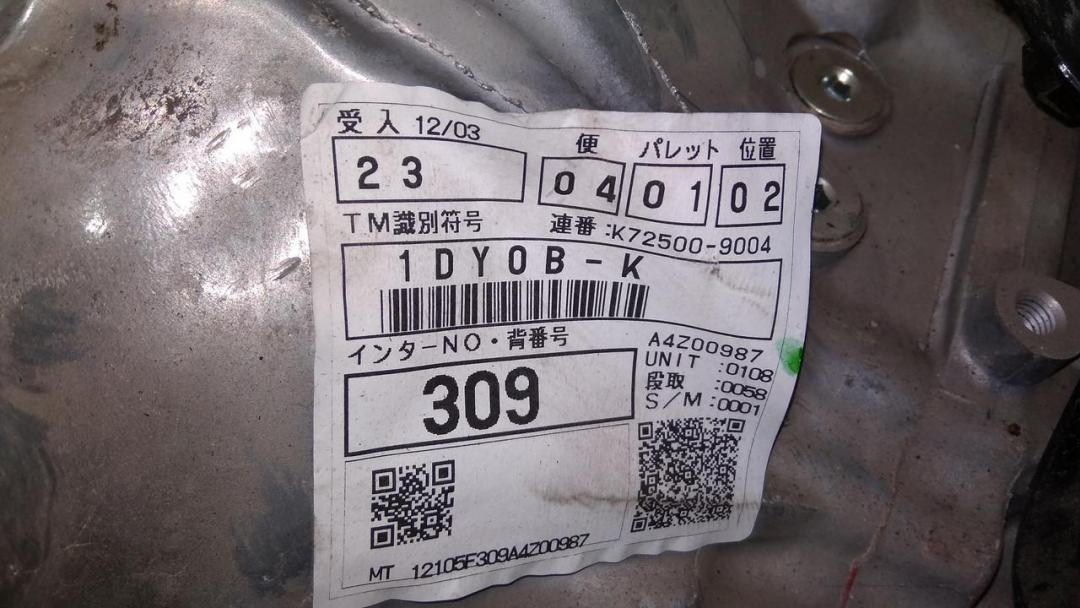 受入 12/03
便 パレット 位置
23 04 01 02
TM識別符号 連番:K72500-9004
1DY0B-K
インターNO・背番号 A4Z00987
UNIT :0108
309 段取 :0058
S/M :0001
MT 12105F309A4Z00987